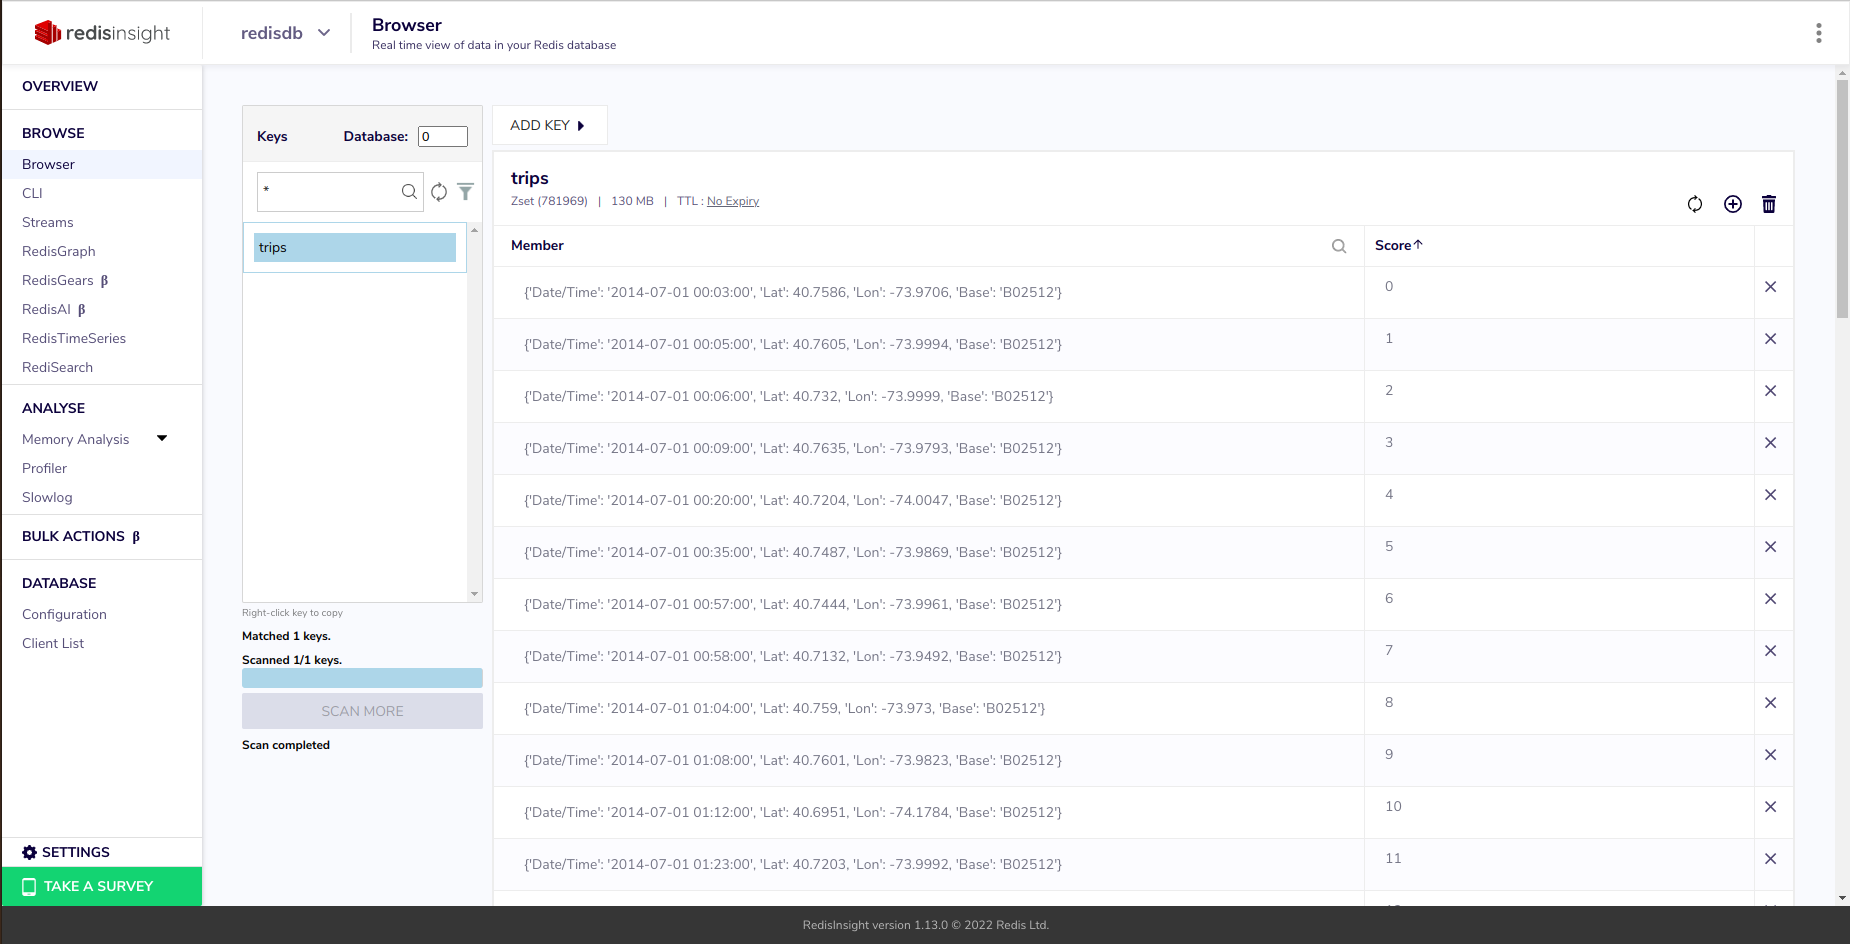 redisinsight
redisdb
Browser
Real time view of data in your Redis database
OVERVIEW
BROWSE
Browser
CLI
Streams
RedisGraph
RedisGears β
RedisAI β
RedisTimeSeries
RediSearch
ANALYSE
Memory Analysis
Profiler
Slowlog
BULK ACTIONS β
DATABASE
Configuration
Client List
SETTINGS
TAKE A SURVEY
Keys Database: 0
*
trips
Right-click key to copy
Matched 1 keys.
Scanned 1/1 keys.
SCAN MORE
Scan completed
ADD KEY
trips
Zset (781969) | 130 MB | TTL : No Expiry
Member Score
{'Date/Time': '2014-07-01 00:03:00', 'Lat': 40.7586, 'Lon': -73.9706, 'Base': 'B02512'} 0
{'Date/Time': '2014-07-01 00:05:00', 'Lat': 40.7605, 'Lon': -73.9994, 'Base': 'B02512'} 1
{'Date/Time': '2014-07-01 00:06:00', 'Lat': 40.732, 'Lon': -73.9999, 'Base': 'B02512'} 2
{'Date/Time': '2014-07-01 00:09:00', 'Lat': 40.7635, 'Lon': -73.9793, 'Base': 'B02512'} 3
{'Date/Time': '2014-07-01 00:20:00', 'Lat': 40.7204, 'Lon': -74.0047, 'Base': 'B02512'} 4
{'Date/Time': '2014-07-01 00:35:00', 'Lat': 40.7487, 'Lon': -73.9869, 'Base': 'B02512'} 5
{'Date/Time': '2014-07-01 00:57:00', 'Lat': 40.7444, 'Lon': -73.9961, 'Base': 'B02512'} 6
{'Date/Time': '2014-07-01 00:58:00', 'Lat': 40.7132, 'Lon': -73.9492, 'Base': 'B02512'} 7
{'Date/Time': '2014-07-01 01:04:00', 'Lat': 40.759, 'Lon': -73.973, 'Base': 'B02512'} 8
{'Date/Time': '2014-07-01 01:08:00', 'Lat': 40.7601, 'Lon': -73.9823, 'Base': 'B02512'} 9
{'Date/Time': '2014-07-01 01:12:00', 'Lat': 40.6951, 'Lon': -74.1784, 'Base': 'B02512'} 10
{'Date/Time': '2014-07-01 01:23:00', 'Lat': 40.7203, 'Lon': -73.9992, 'Base': 'B02512'} 11
RedisInsight version 1.13.0 © 2022 Redis Ltd.